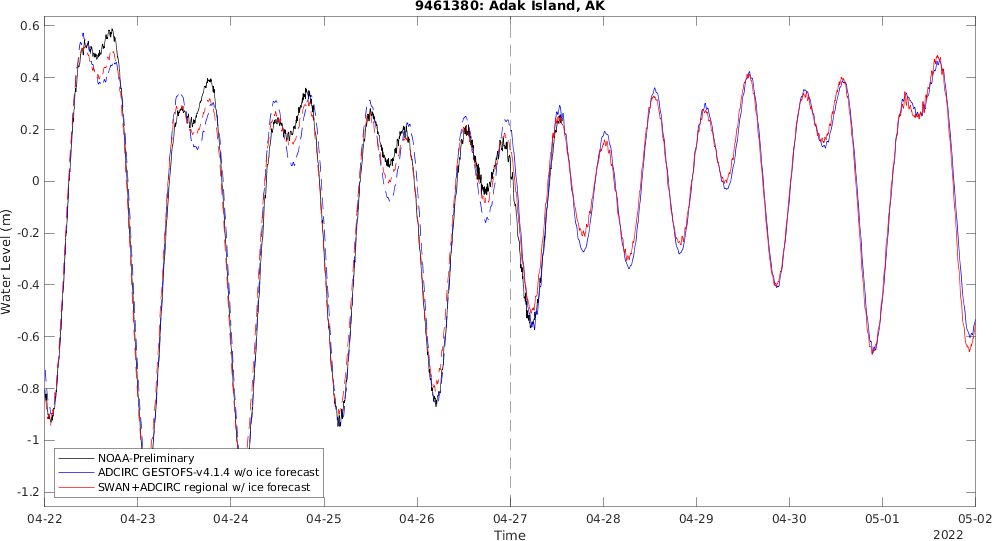 9461380: Adak Island, AK
0.6
0.4
0.2
0
-0.2
-0.4
-0.6
-0.8
-1
-1.2
Water Level (m)
NOAA-Preliminary
ADCIRC GESTOFS-v4.1.4 w/o ice forecast
SWAN+ADCIRC regional w/ ice forecast
04-22 04-23 04-24 04-25 04-26 04-27 04-28 04-29 04-30 05-01 05-02
Time
2022